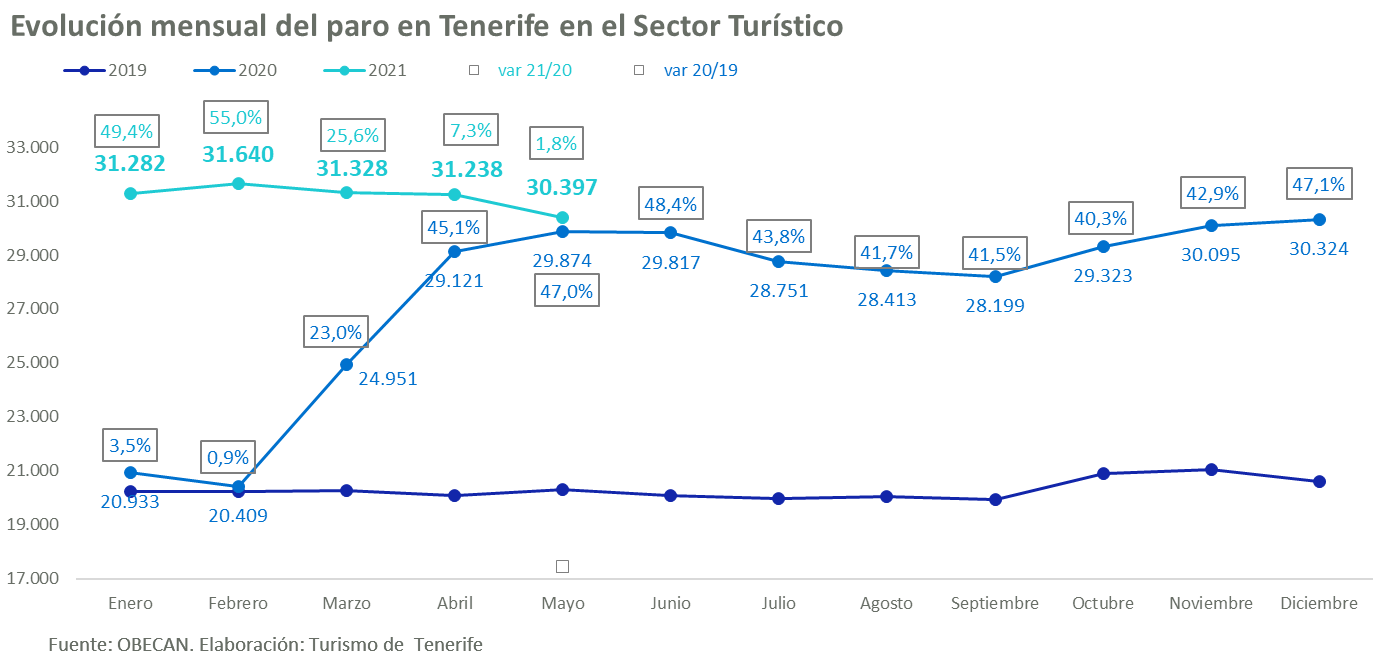 Evolución mensual del paro en Tenerife en el Sector Turístico
2019 2020 2021 var 21/20 var 20/19
49,4% 55,0% 25,6% 7,3% 1,8%
31.282 31.640 31.328 31.238 30.397
45,1% 48,4% 43,8% 41,7% 41,5% 40,3% 42,9% 47,1%
29.121 29.874 29.817 28.751 28.413 28.199 29.323 30.095 30.324
47,0%
23,0%
24.951
3,5% 0,9%
20.933 20.409
33.000
31.000
29.000
27.000
25.000
23.000
21.000
19.000
17.000
Enero Febrero Marzo Abril Mayo Junio Julio Agosto Septiembre Octubre Noviembre Diciembre
Fuente: OBECAN. Elaboración: Turismo de Tenerife